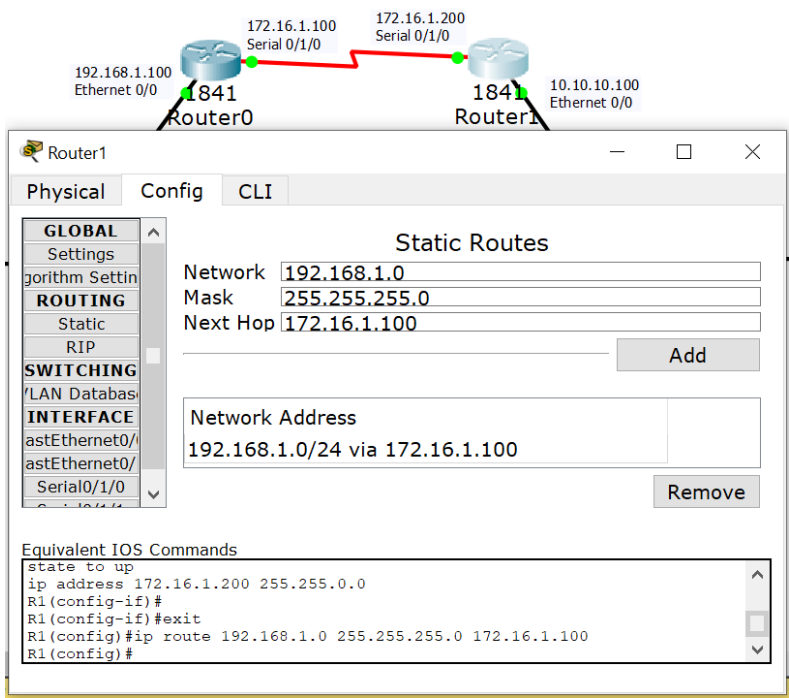 172.16.1.100
Serial 0/1/0
172.16.1.200
Serial 0/1/0
192.168.1.100
Ethernet 0/0
10.10.10.100
Ethernet 0/0
1841
Router0
1841
Router1
Router1
Physical Config CLI
GLOBAL
Settings
gorithm Settin
ROUTING
Static
RIP
SWITCHING
VLAN Databas
INTERFACE
astEthernet0/
astEthernet0/
Serial0/1/0
Static Routes
Network 192.168.1.0
Mask 255.255.255.0
Next Hop 172.16.1.100
Add
Network Address
192.168.1.0/24 via 172.16.1.100
Remove
Equivalent IOS Commands
state to up
ip address 172.16.1.200 255.255.0.0
R1(config-if)#
R1(config-if)#exit
R1(config)#ip route 192.168.1.0 255.255.255.0 172.16.1.100
R1(config)#